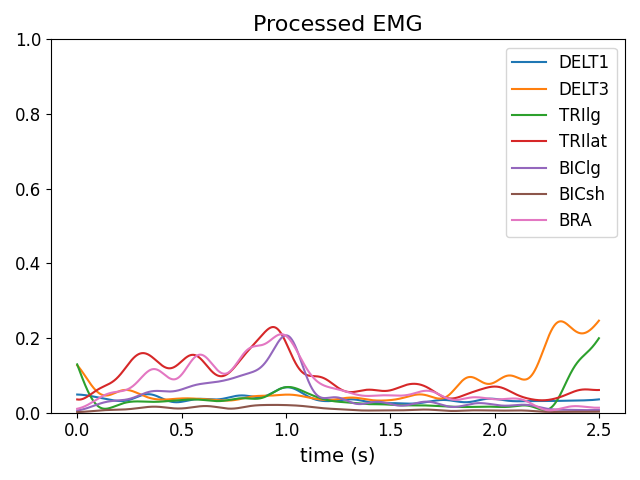 Processed EMG
1.0
0.8
0.6
0.4
0.2
0.0
DELT1
DELT3
TRIlg
TRIlat
BIClg
BICsh
BRA
0.0 0.5 1.0 1.5 2.0 2.5
time (s)